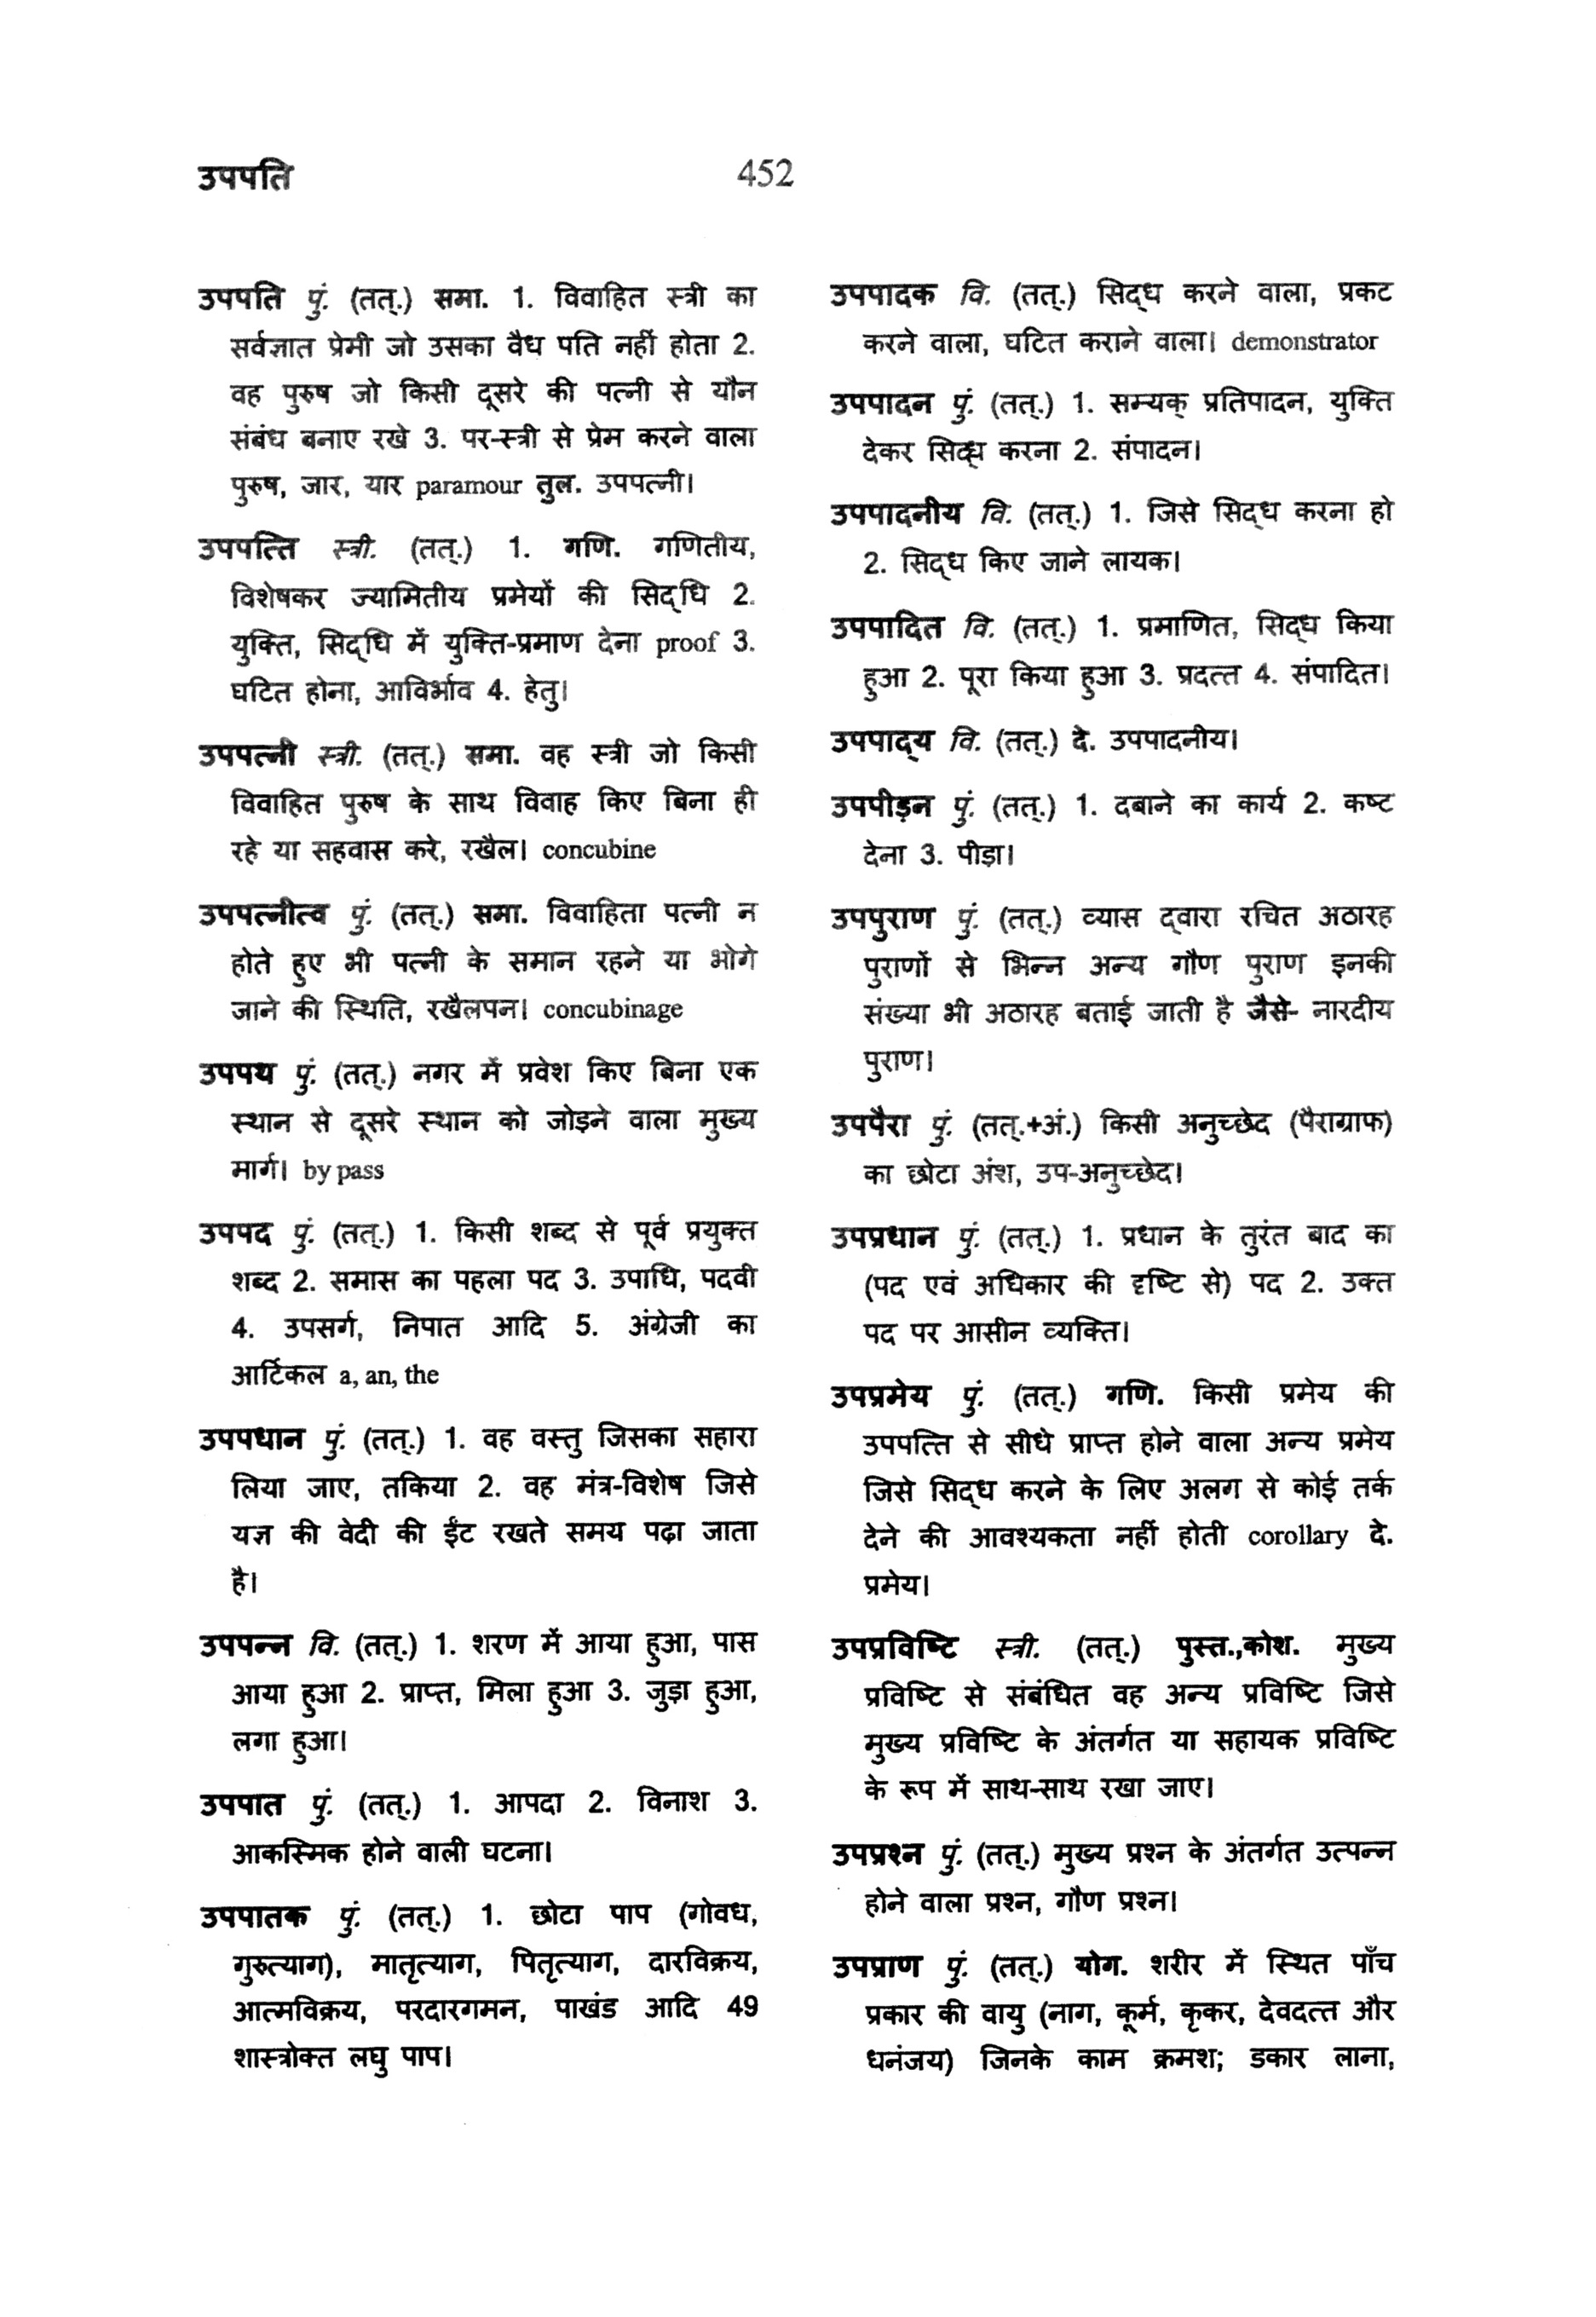 उपपति
452
उपपति पुं. (तत्.) समा. 1. विवाहित स्त्री का
सर्वज्ञात प्रेमी जो उसका वैध पति नहीं होता 2.
वह पुरुष जो किसी दूसरे की पत्नी से यौन
संबंध बनाए रखे 3. पर-स्त्री से प्रेम करने वाला
पुरुष, जार, यार paramour तुल. उपपत्नी।
उपपत्ति स्त्री. (तत्.) 1. गणि. गणितीय,
विशेषकर ज्यामितीय प्रमेयों की सिद्धि 2.
युक्ति, सिद्धि में युक्ति-प्रमाण देना proof 3.
घटित होना, आविर्भाव 4. हेतु।
उपपत्नी स्त्री. (तत्.) समा. वह स्त्री जो किसी
विवाहित पुरुष के साथ विवाह किए बिना ही
रहे या सहवास करे, रखैल। concubine
उपपत्नीत्व पुं. (तत्.) समा. विवाहिता पत्नी न
होते हुए भी पत्नी के समान रहने या भोगे
जाने की स्थिति, रखैलपन। concubinage
उपपथ पुं. (तत्.) नगर में प्रवेश किए बिना एक
स्थान से दूसरे स्थान को जोड़ने वाला मुख्य
मार्ग। by pass
उपपद पुं. (तत्.) 1. किसी शब्द से पूर्व प्रयुक्त
शब्द 2. समास का पहला पद 3. उपाधि, पदवी
4. उपसर्ग, निपात आदि 5. अंग्रेजी का
आर्टिकल a, an, the
उपपधान पुं. (तत्.) 1. वह वस्तु जिसका सहारा
लिया जाए, तकिया 2. वह मंत्र-विशेष जिसे
यज्ञ की वेदी की ईंट रखते समय पढ़ा जाता
है।
उपपन्न वि. (तत्.) 1. शरण में आया हुआ, पास
आया हुआ 2. प्राप्त, मिला हुआ 3. जुड़ा हुआ,
लगा हुआ।
उपपात पुं. (तत्.) 1. आपदा 2. विनाश 3.
आकस्मिक होने वाली घटना।
उपपातक पुं. (तत्.) 1. छोटा पाप (गोवध,
गुरुत्याग), मातृत्याग, पितृत्याग, दारविक्रय,
आत्मविक्रय, परदारगमन, पाखंड आदि 49
शास्त्रोक्त लघु पाप।
उपपादक वि. (तत्.) सिद्ध करने वाला, प्रकट
करने वाला, घटित कराने वाला। demonstrator
उपपादन पुं. (तत्.) 1. सम्यक् प्रतिपादन, युक्ति
देकर सिद्ध करना 2. संपादन।
उपपादनीय वि. (तत्.) 1. जिसे सिद्ध करना हो
2. सिद्ध किए जाने लायक।
उपपादित वि. (तत्.) 1. प्रमाणित, सिद्ध किया
हुआ 2. पूरा किया हुआ 3. प्रदत्त 4. संपादित।
उपपाद्य वि. (तत्.) दे. उपपादनीय।
उपपीड़न पुं. (तत्.) 1. दबाने का कार्य 2. कष्ट
देना 3. पीड़ा।
उपपुराण पुं. (तत्.) व्यास द्वारा रचित अठारह
पुराणों से भिन्न अन्य गौण पुराण इनकी
संख्या भी अठारह बताई जाती है जैसे- नारदीय
पुराण।
उपपैरा पुं. (तत्.+अं.) किसी अनुच्छेद (पैराग्राफ)
का छोटा अंश, उप-अनुच्छेद।
उपप्रधान पुं. (तत्.) 1. प्रधान के तुरंत बाद का
(पद एवं अधिकार की दृष्टि से) पद 2. उक्त
पद पर आसीन व्यक्ति।
उपप्रमेय पुं. (तत्.) गणि. किसी प्रमेय की
उपपत्ति से सीधे प्राप्त होने वाला अन्य प्रमेय
जिसे सिद्ध करने के लिए अलग से कोई तर्क
देने की आवश्यकता नहीं होती corollary दे.
प्रमेय।
उपप्रविष्टि स्त्री. (तत्.) पुस्त.,कोश. मुख्य
प्रविष्टि से संबंधित वह अन्य प्रविष्टि जिसे
मुख्य प्रविष्टि के अंतर्गत या सहायक प्रविष्टि
के रूप में साथ-साथ रखा जाए।
उपप्रश्न पुं. (तत्.) मुख्य प्रश्न के अंतर्गत उत्पन्न
होने वाला प्रश्न, गौण प्रश्न।
उपप्राण पुं. (तत्.) योग. शरीर में स्थित पाँच
प्रकार की वायु (नाग, कूर्म, कृकर, देवदत्त और
धनंजय) जिनके काम क्रमश; डकार लाना,